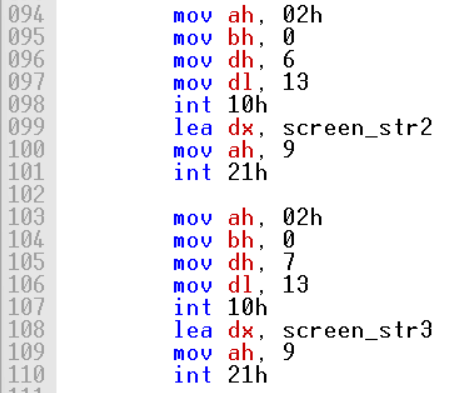 094 mov ah, 02h
095 mov bh, 0
096 mov dh, 6
097 mov dl, 13
098 int 10h
099 lea dx, screen_str2
100 mov ah, 9
101 int 21h
102
103 mov ah, 02h
104 mov bh, 0
105 mov dh, 7
106 mov dl, 13
107 int 10h
108 lea dx, screen_str3
109 mov ah, 9
110 int 21h